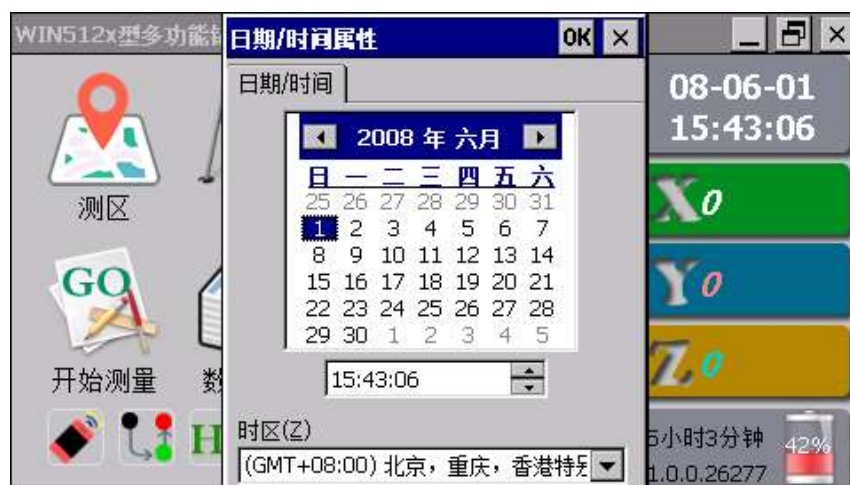 WIN512x型多功能
日期/时间属性
OK
08-06-01
15:43:06
日期/时间
2008 年 六月
日 一 二 三 四 五 六
25 26 27 28 29 30 31
1 2 3 4 5 6 7
8 9 10 11 12 13 14
15 16 17 18 19 20 21
22 23 24 25 26 27 28
29 30 1 2 3 4 5
15:43:06
时区(Z)
(GMT+08:00) 北京，重庆，香港特
测区
GO
开始测量
数
H
X0
Y0
Z0
5小时3分钟
42%
1.0.0.26277